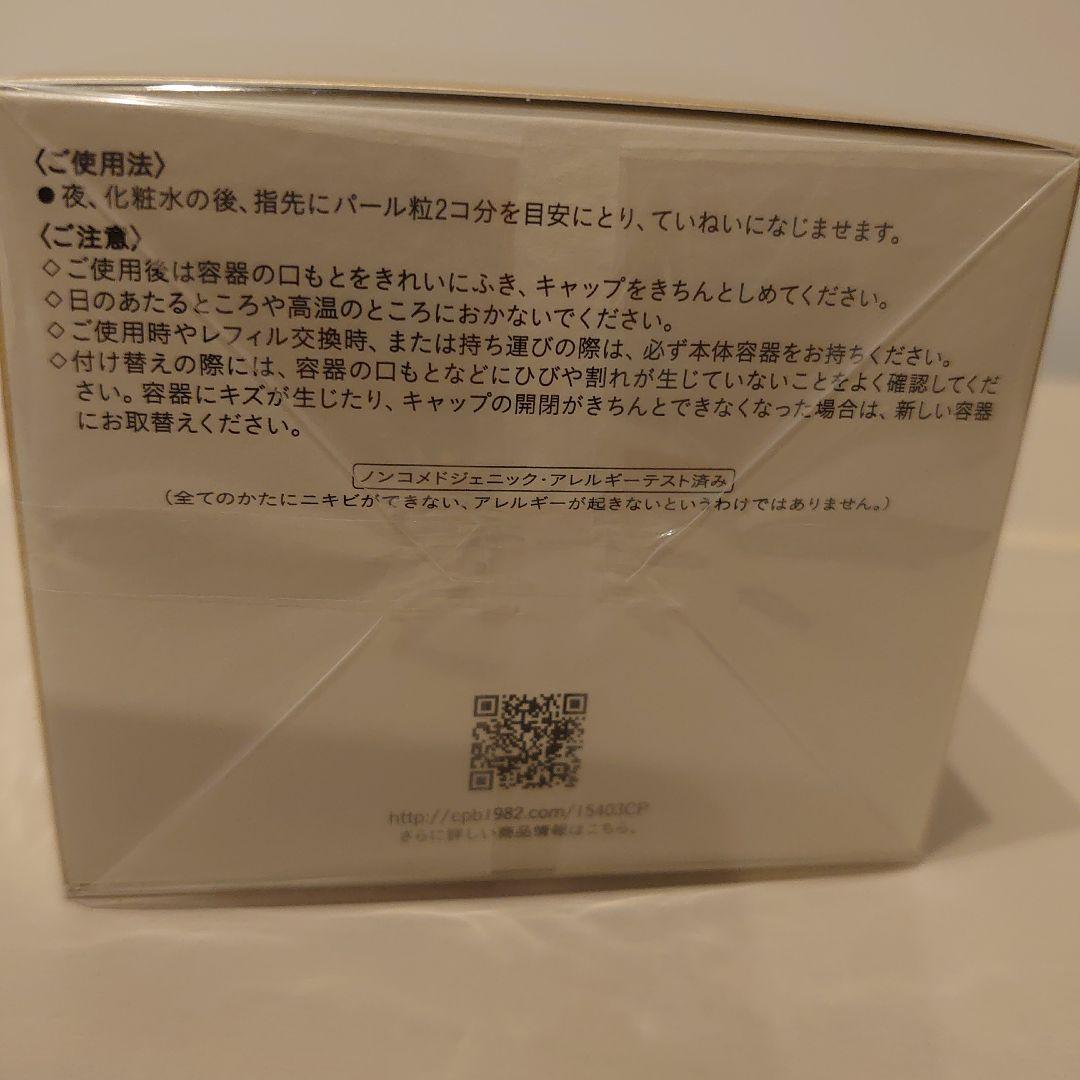 〈ご使用法〉
●夜、化粧水の後、指先にパール粒2コ分を目安にとり、ていねいになじませます。
〈ご注意〉
◇ご使用後は容器の口もとをきれいにふき、キャップをきちんとしめてください。
◇日のあたるところや高温のところにおかないでください。
◇ご使用時やレフィル交換時、または持ち運びの際は、必ず本体容器をお持ちください。
◇付け替えの際には、容器の口もとなどにひびや割れが生じていないことをよく確認してくだ
さい。容器にキズが生じたり、キャップの開閉がきちんとできなくなった場合は、新しい容器
にお取替えください。
ノンコメドジェニック・アレルギーテスト済み
（全てのかたにニキビができない、アレルギーが起きないというわけではありません。）
http://cpb1982.com/15403CP
さらに詳しい商品情報はこちら。